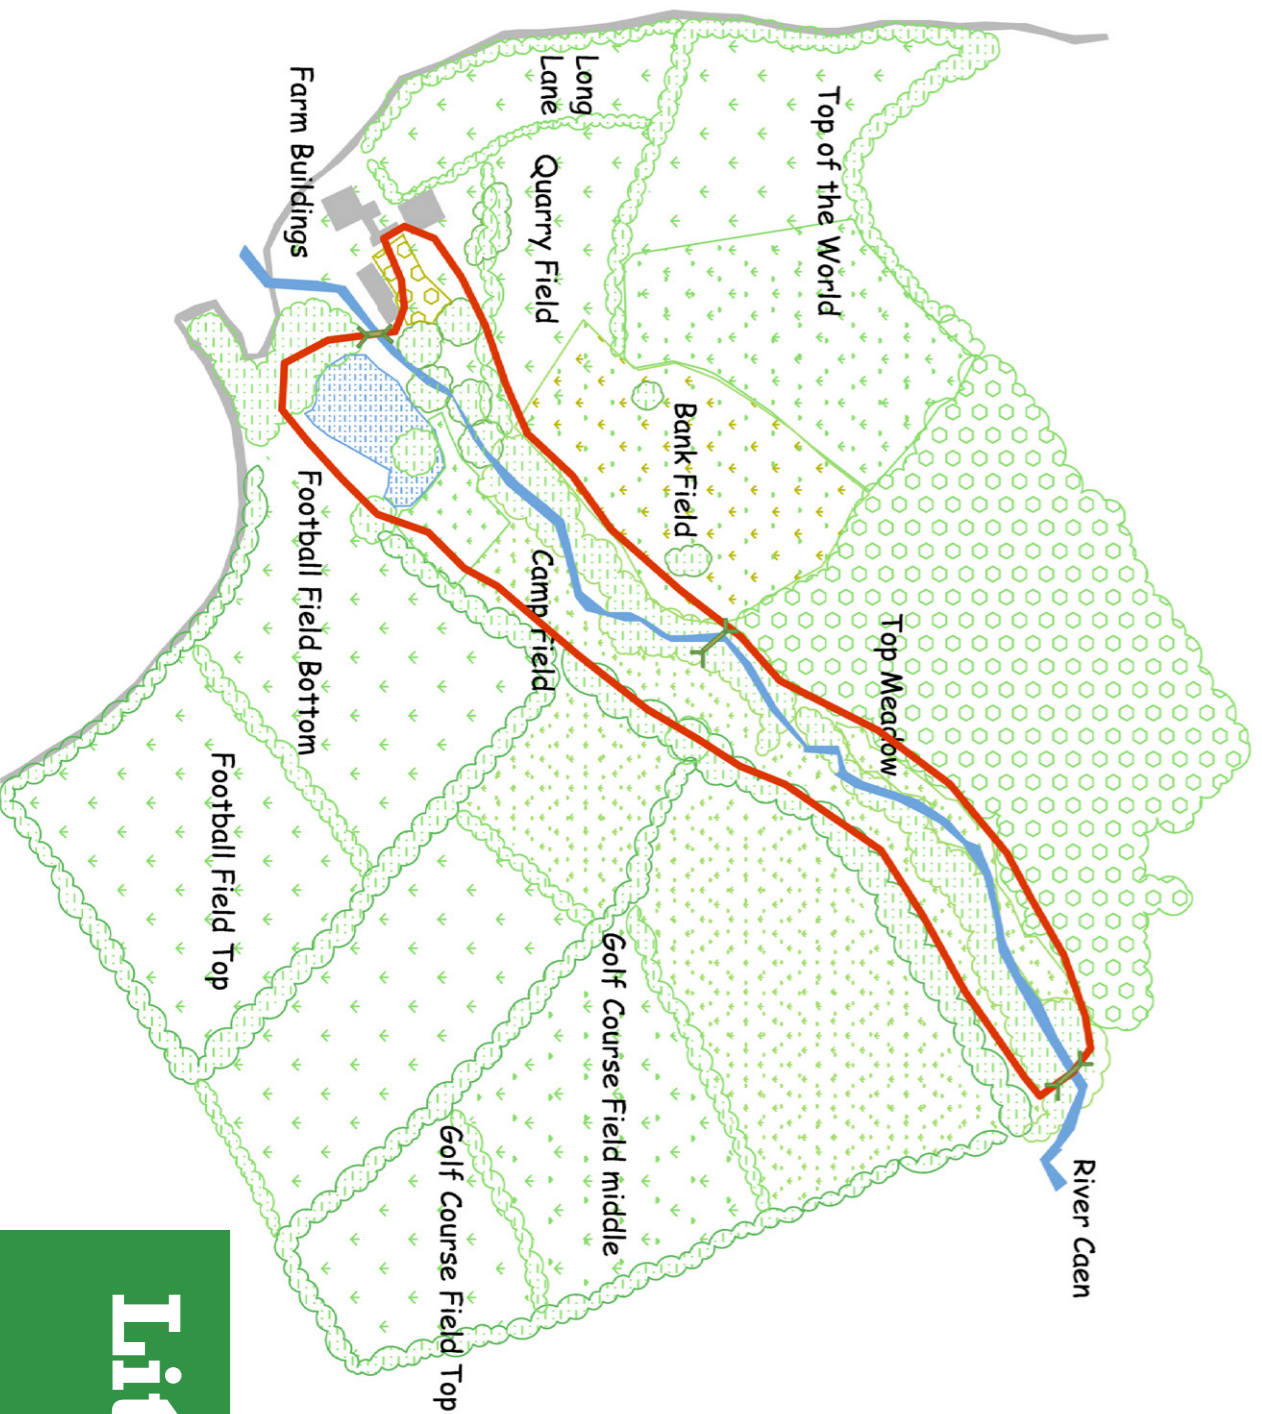 River Caen
Top Meadow
Top of the World
Bank Field
Golf Course Field middle
Long
Lane
Quarry Field
Camp Field
Golf Course Field Top
Farm Buildings
Football Field Bottom
Football Field Top